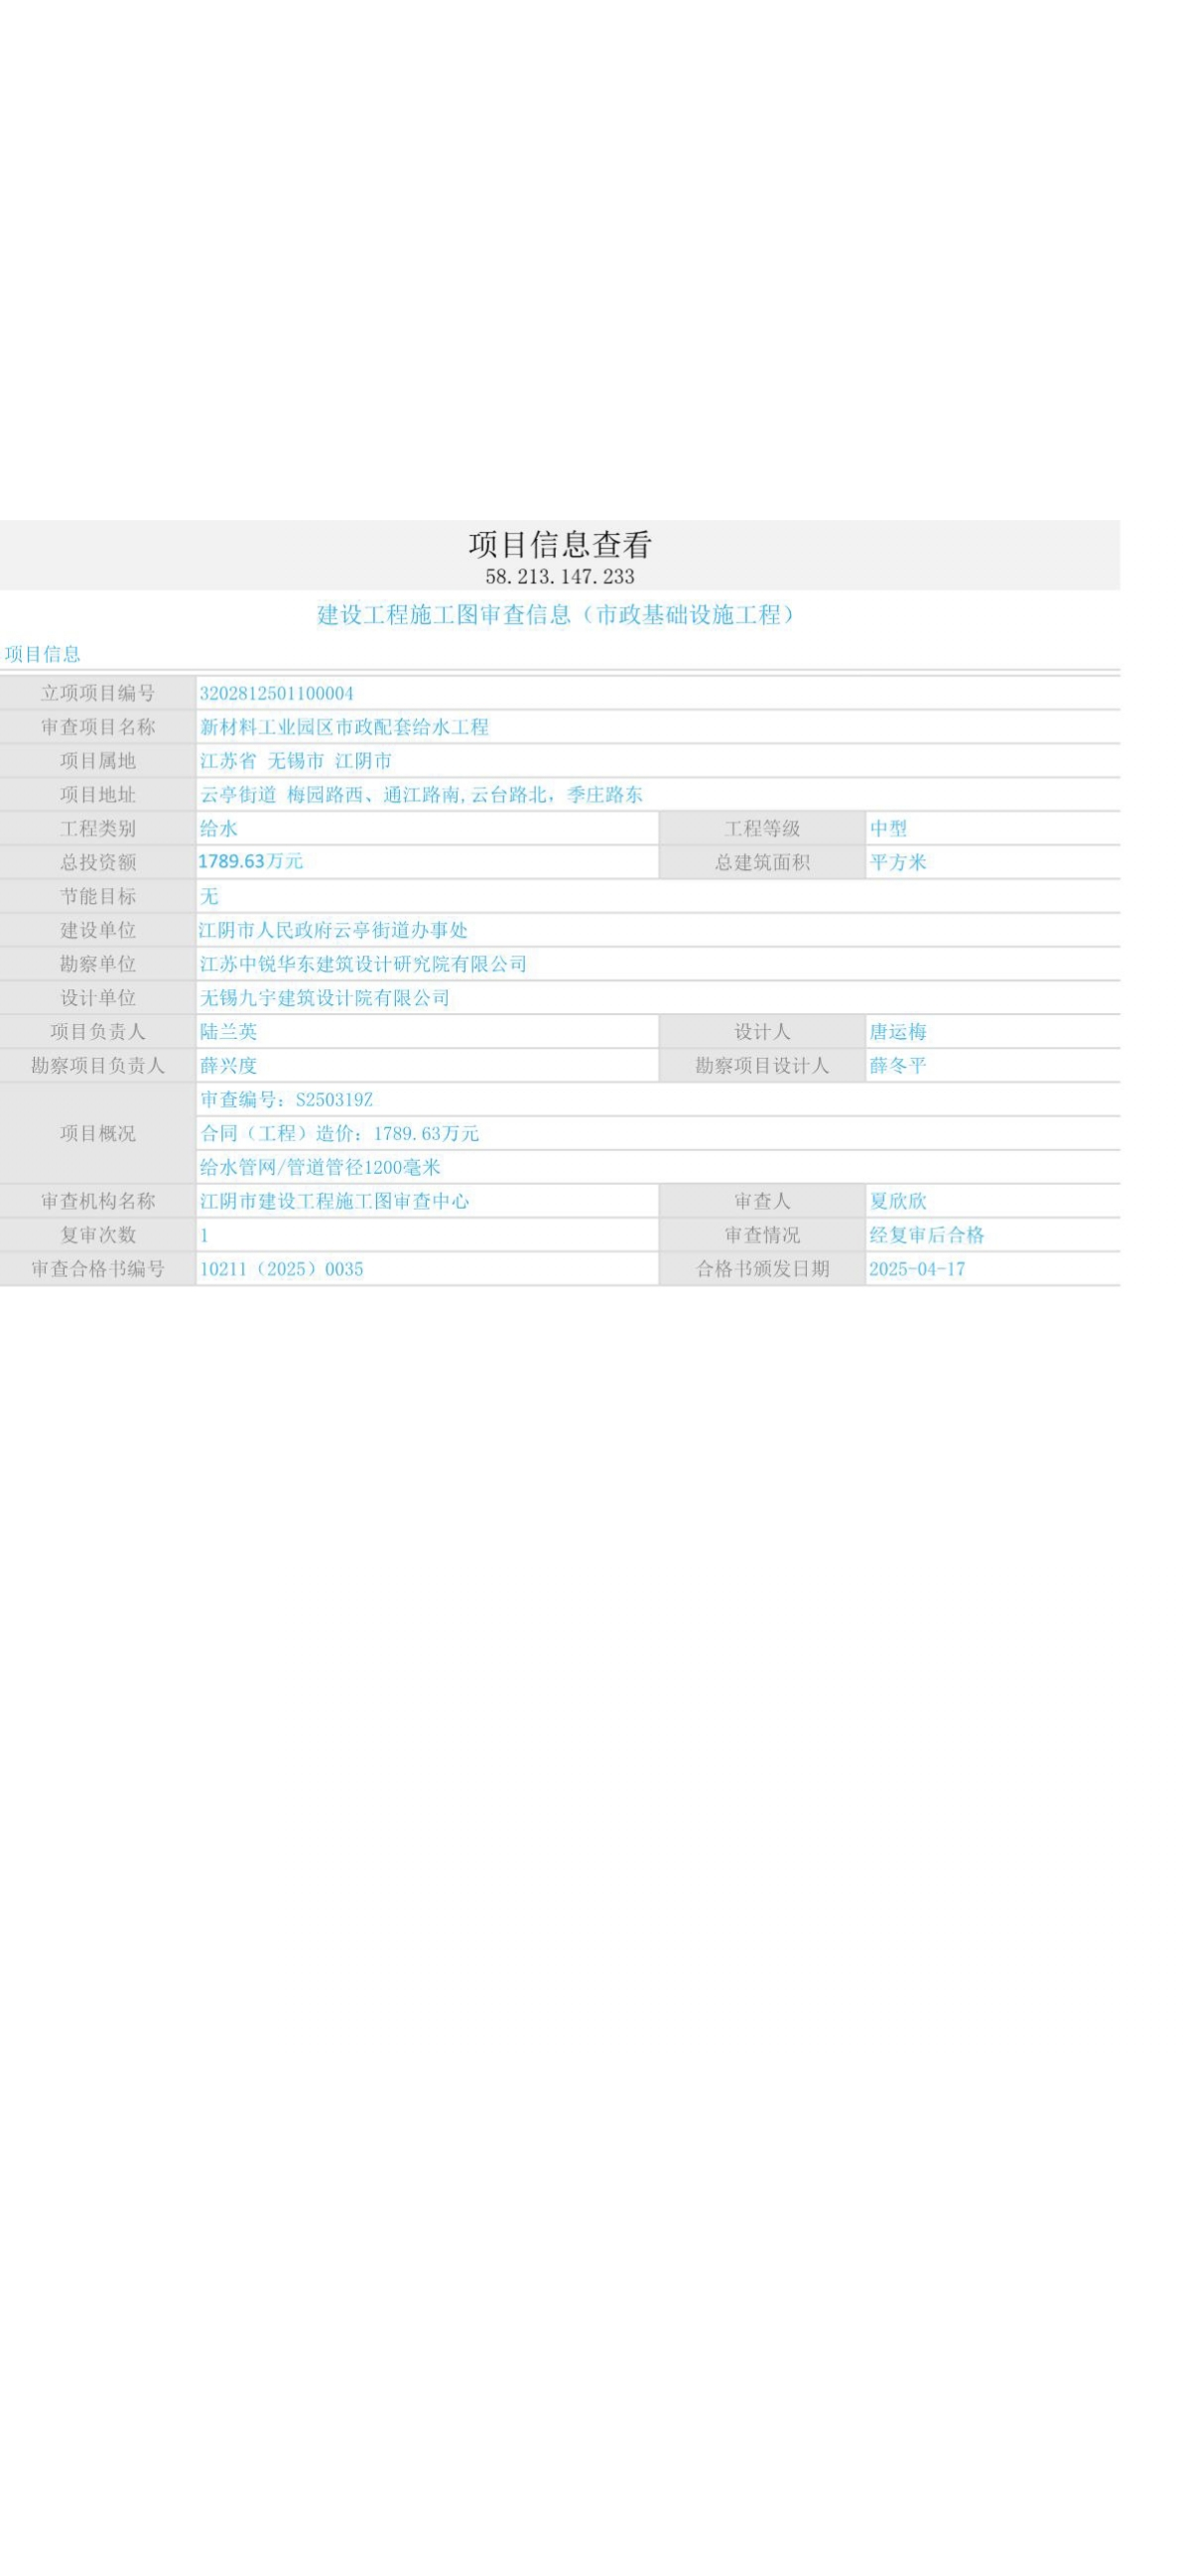 项目信息查看
58.213.147.233
建设工程施工图审查信息（市政基础设施工程）
项目信息
立项项目编号 3202812501100004
审查项目名称 新材料工业园区市政配套给水工程
项目属地 江苏省 无锡市 江阴市
项目地址 云亭街道 梅园路西、通江路南,云台路北，季庄路东
工程类别 给水 工程等级 中型
总投资额 1789.63万元 总建筑面积 平方米
节能目标 无
建设单位 江阴市人民政府云亭街道办事处
勘察单位 江苏中锐华东建筑设计研究院有限公司
设计单位 无锡九宇建筑设计院有限公司
项目负责人 陆兰英 设计人 唐运梅
勘察项目负责人 薛兴度 勘察项目设计人 薛冬平
审查编号：S250319Z
项目概况 合同（工程）造价：1789.63万元
给水管网/管道管径1200毫米
审查机构名称 江阴市建设工程施工图审查中心 审查人 夏欣欣
复审次数 1 审查情况 经复审后合格
审查合格书编号 10211（2025）0035 合格书颁发日期 2025-04-17